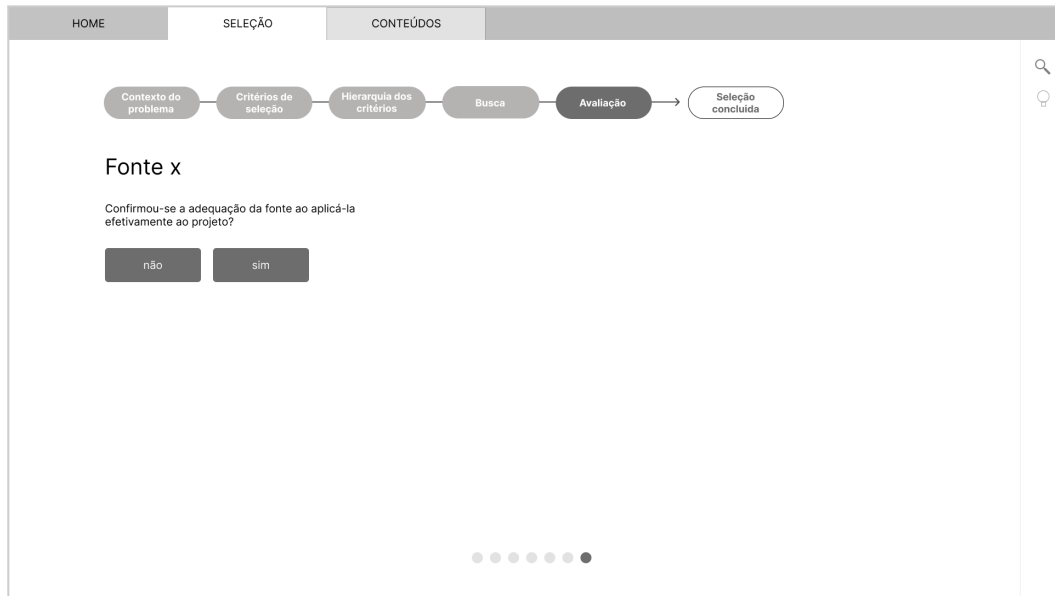 HOME
SELEÇÃO
CONTEÚDOS
Contexto do
problema
Critérios de
seleção
Hierarquia dos
critérios
Busca
Avaliação
Seleção
concluida
Fonte x
Confirmou-se a adequação da fonte ao aplicá-la
efetivamente ao projeto?
não
sim